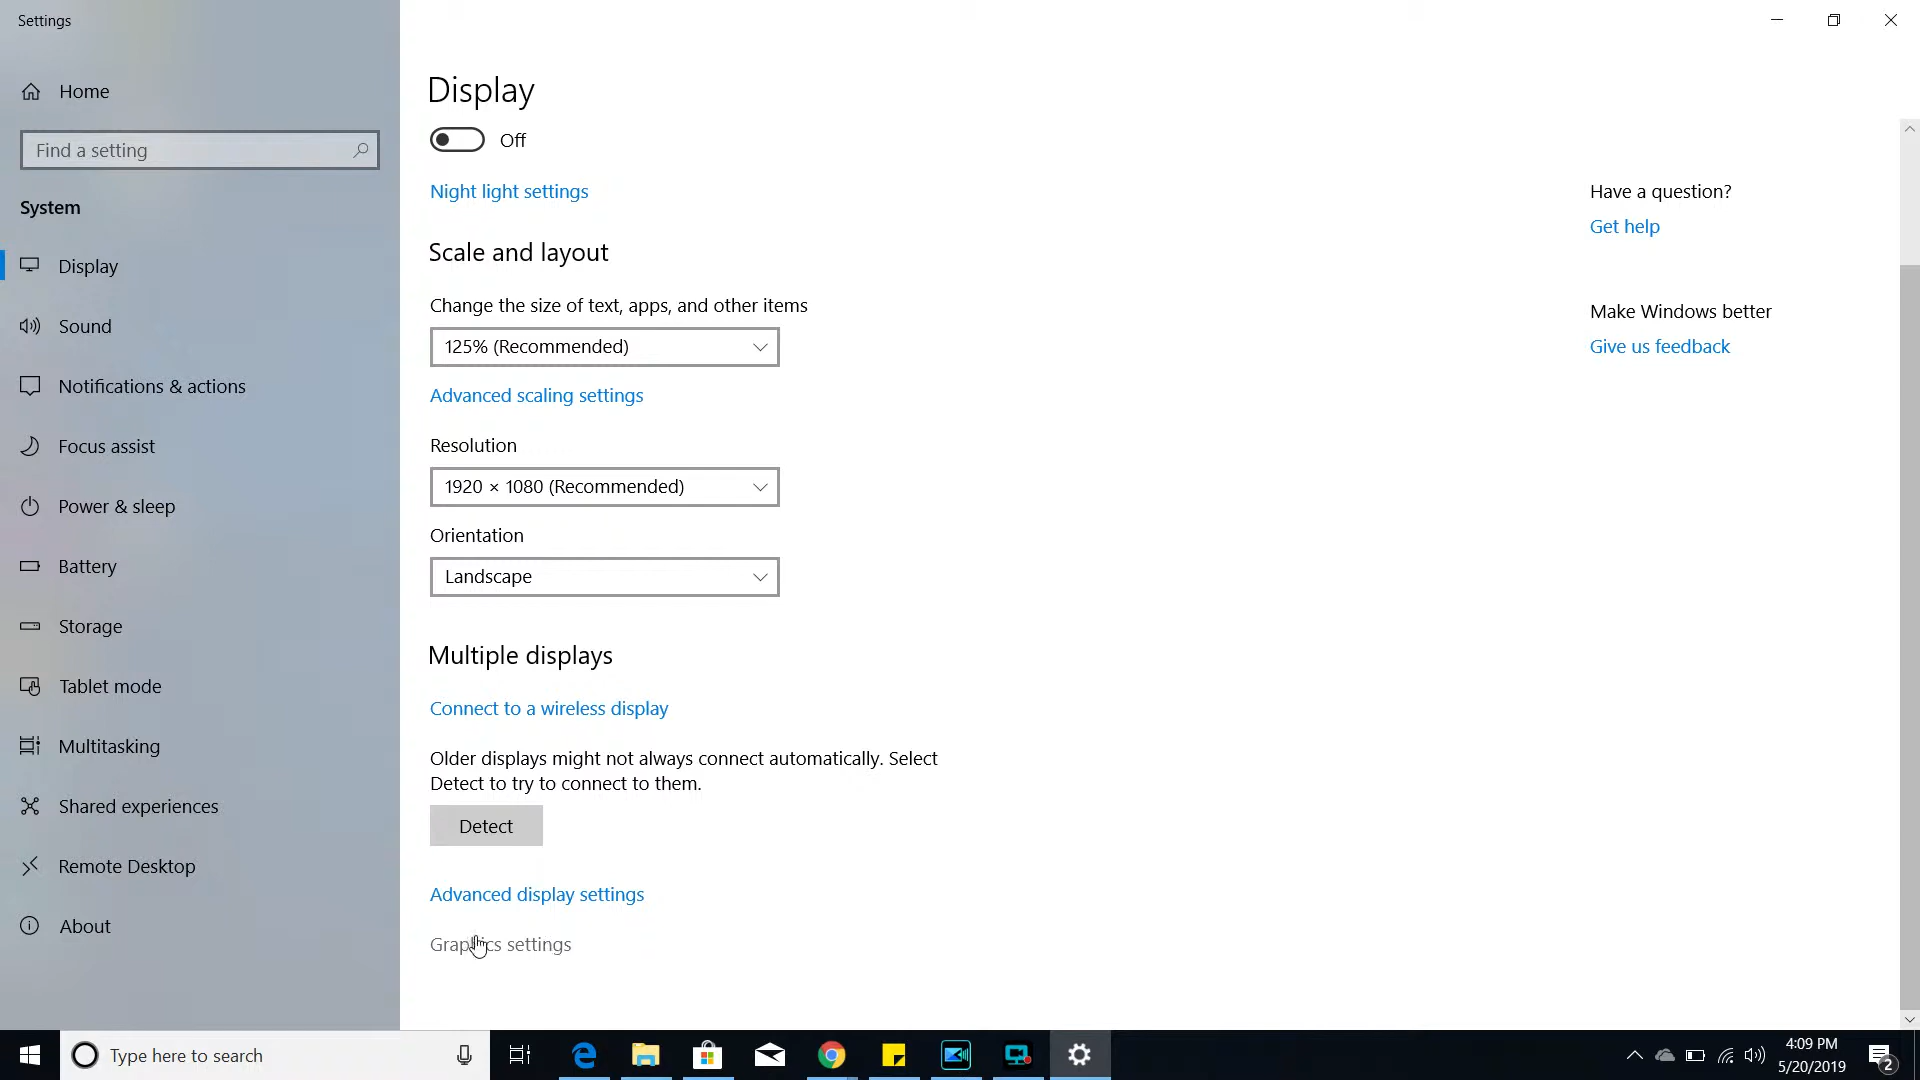 Settings
Home
Find a setting
System
Display
Sound
Notifications & actions
Focus assist
Power & sleep
Battery
Storage
Tablet mode
Multitasking
Shared experiences
Remote Desktop
About
Display
Off
Night light settings
Scale and layout
Change the size of text, apps, and other items
125% (Recommended)
Advanced scaling settings
Resolution
1920 × 1080 (Recommended)
Orientation
Landscape
Multiple displays
Connect to a wireless display
Older displays might not always connect automatically. Select
Detect to try to connect to them.
Detect
Advanced display settings
Graphics settings
Have a question?
Get help
Make Windows better
Give us feedback
Type here to search
4:09 PM
5/20/2019
2